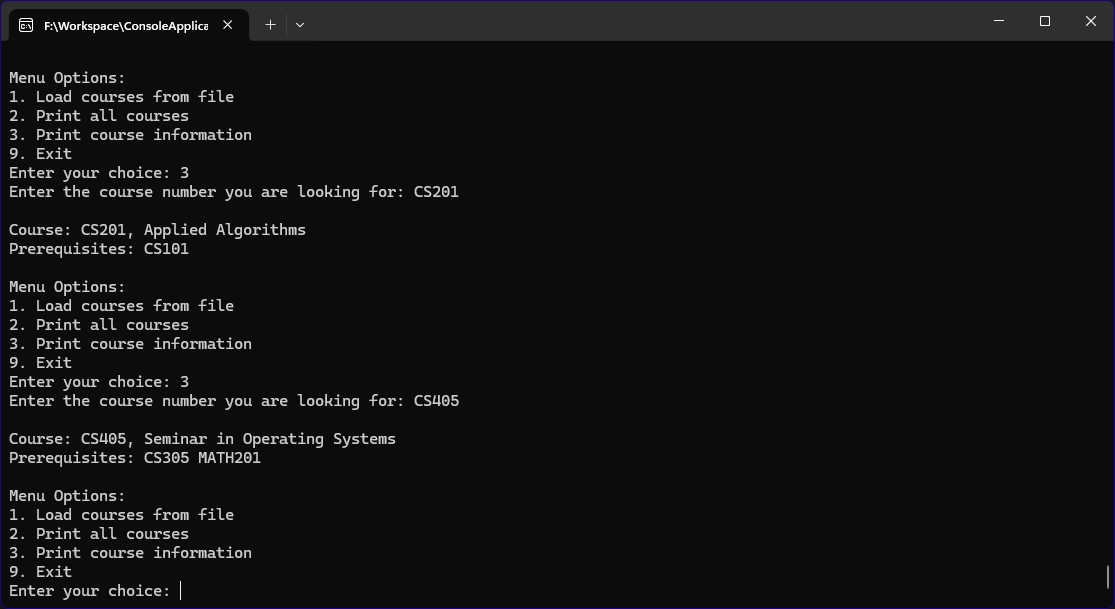 F:\Workspace\ConsoleApplica
Menu Options:
1. Load courses from file
2. Print all courses
3. Print course information
9. Exit
Enter your choice: 3
Enter the course number you are looking for: CS201
Course: CS201, Applied Algorithms
Prerequisites: CS101
Menu Options:
1. Load courses from file
2. Print all courses
3. Print course information
9. Exit
Enter your choice: 3
Enter the course number you are looking for: CS405
Course: CS405, Seminar in Operating Systems
Prerequisites: CS305 MATH201
Menu Options:
1. Load courses from file
2. Print all courses
3. Print course information
9. Exit
Enter your choice: